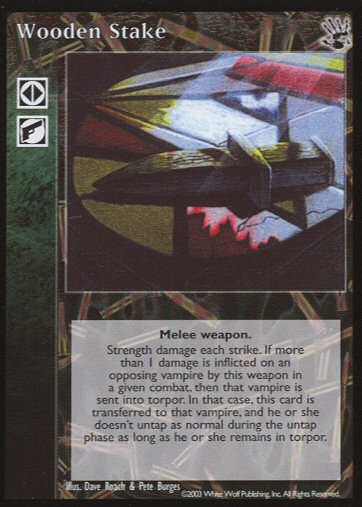 Wooden Stake
Melee weapon.
Strength damage each strike. If more
than 1 damage is inflicted on an
opposing vampire by this weapon in
a given combat, then that vampire is
sent into torpor. In that case, this card is
transferred to that vampire, and he or she
doesn't untap as normal during the untap
phase as long as he or she remains in torpor.
Illus. Dave Roach & Pete Burges
©2003 White Wolf Publishing, Inc. All Rights Reserved.